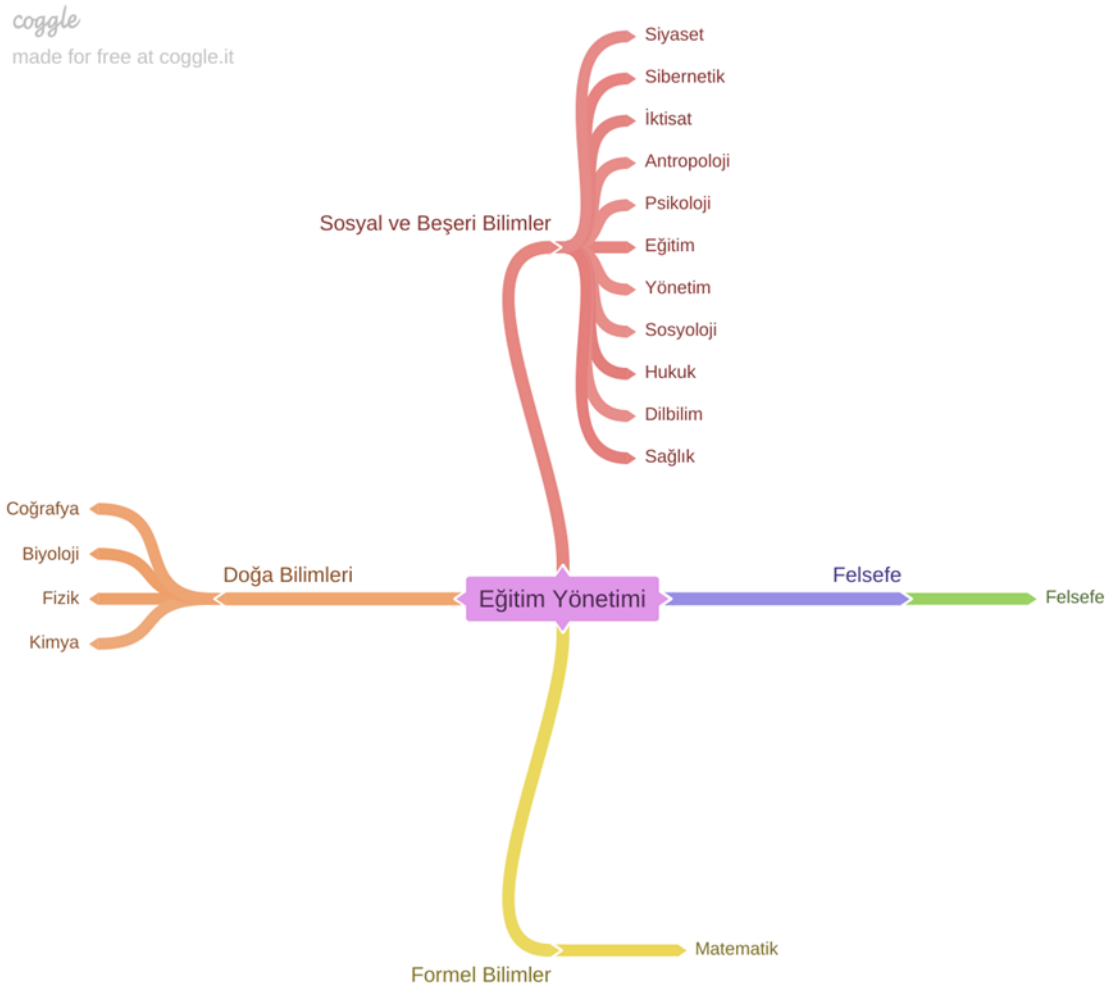 coggle
made for free at coggle.it
Sosyal ve Beşeri Bilimler
Siyaset
Sibernetik
İktisat
Antropoloji
Psikoloji
Eğitim
Yönetim
Sosyoloji
Hukuk
Dilbilim
Sağlık
Coğrafya
Biyoloji
Fizik
Kimya
Doğa Bilimleri
Eğitim Yönetimi
Felsefe
Felsefe
Formel Bilimler
Matematik